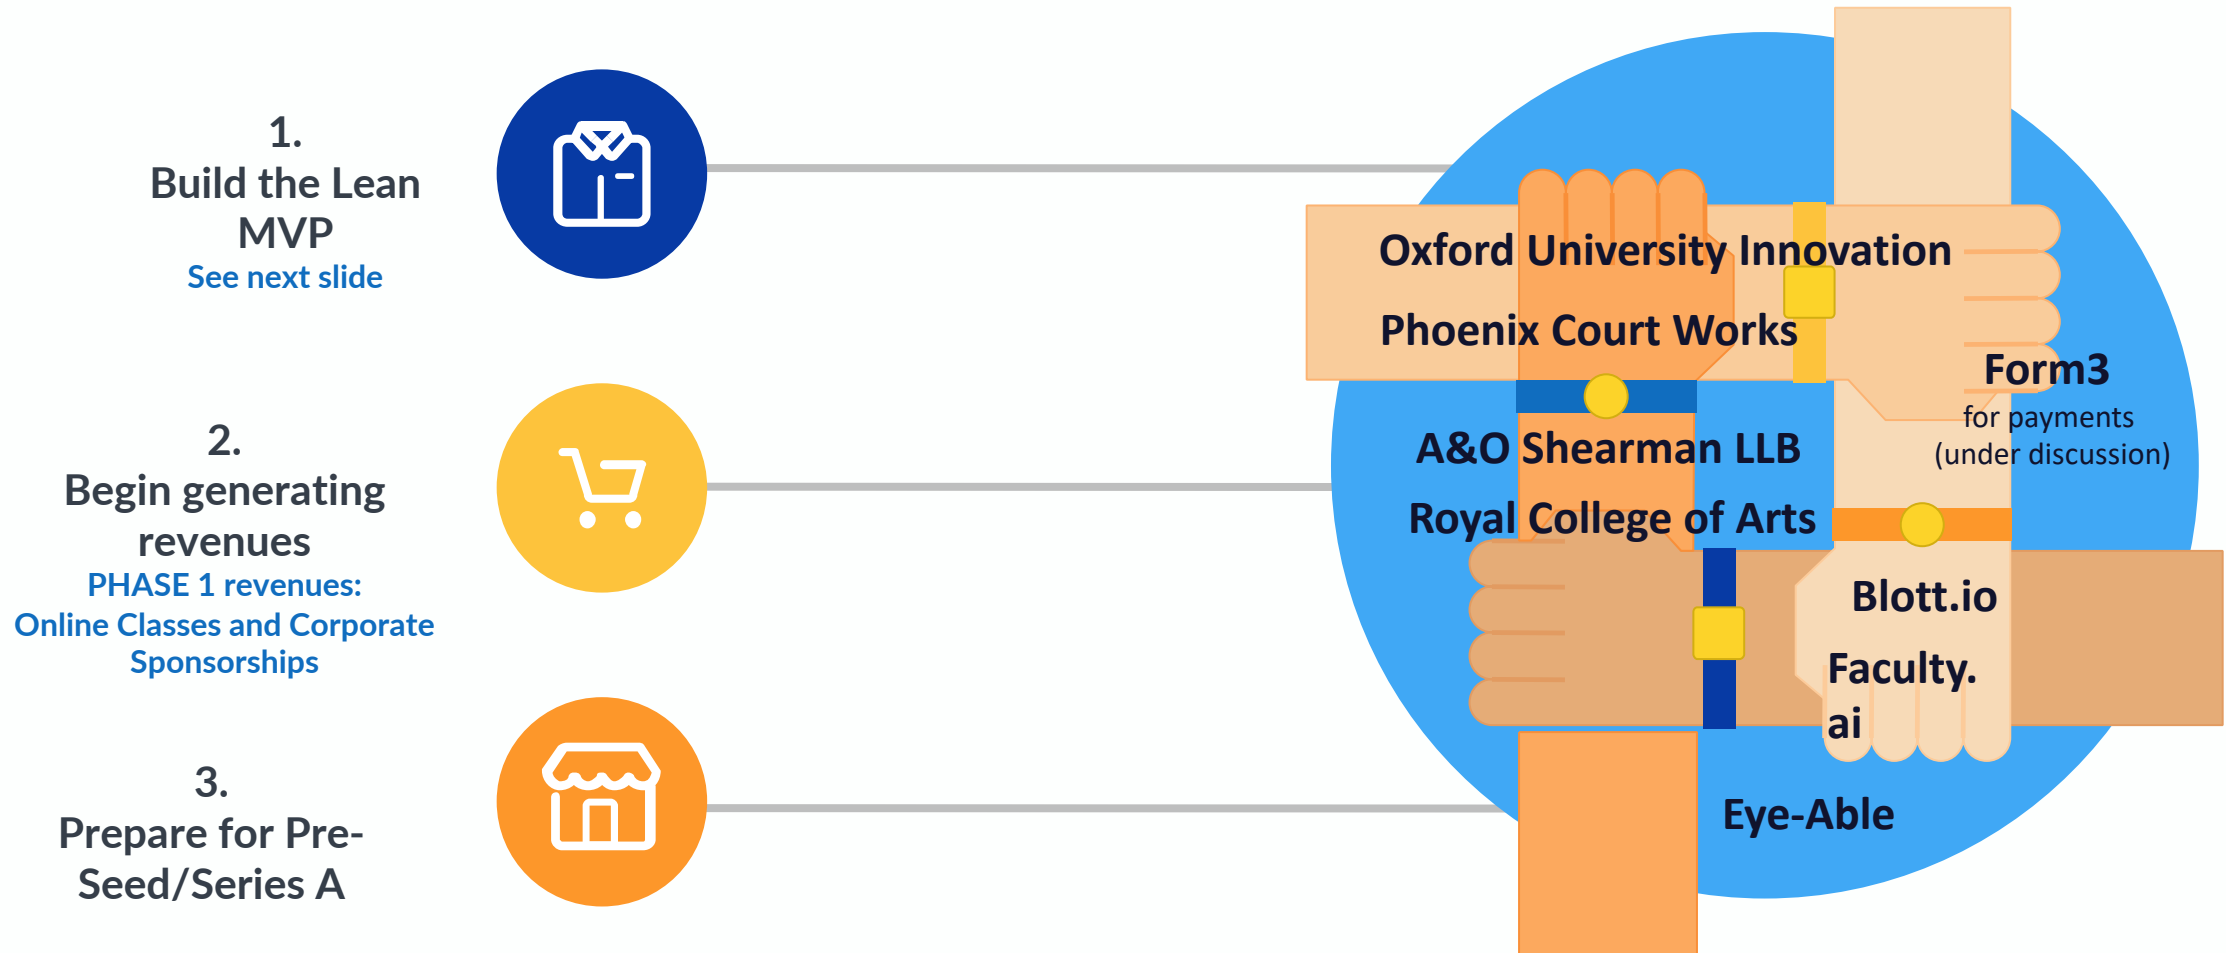 1.
Build the Lean
MVP
See next slide
2.
Begin generating
revenues
PHASE 1 revenues:
Online Classes and Corporate
Sponsorships
3.
Prepare for Pre-
Seed/Series A
Oxford University Innovation
Phoenix Court Works
Form3
for payments
(under discussion)
A&O Shearman LLB
Royal College of Arts
Blott.io
Faculty.
ai
Eye-Able